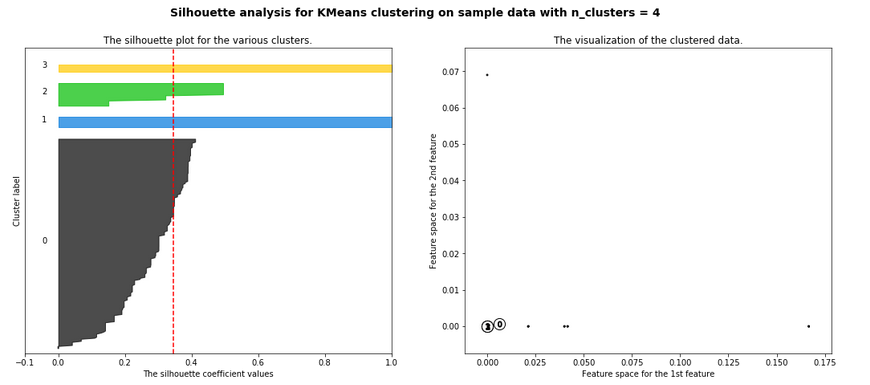 Silhouette analysis for KMeans clustering on sample data with n_clusters = 4
The silhouette plot for the various clusters.
3
2
1
0
Cluster label
−0.1 0.0 0.2 0.4 0.6 0.8 1.0
The silhouette coefficient values
The visualization of the clustered data.
0.07
0.06
0.05
0.04
0.03
0.02
0.01
0.00
Feature space for the 2nd feature
0
0.000 0.025 0.050 0.075 0.100 0.125 0.150 0.175
Feature space for the 1st feature